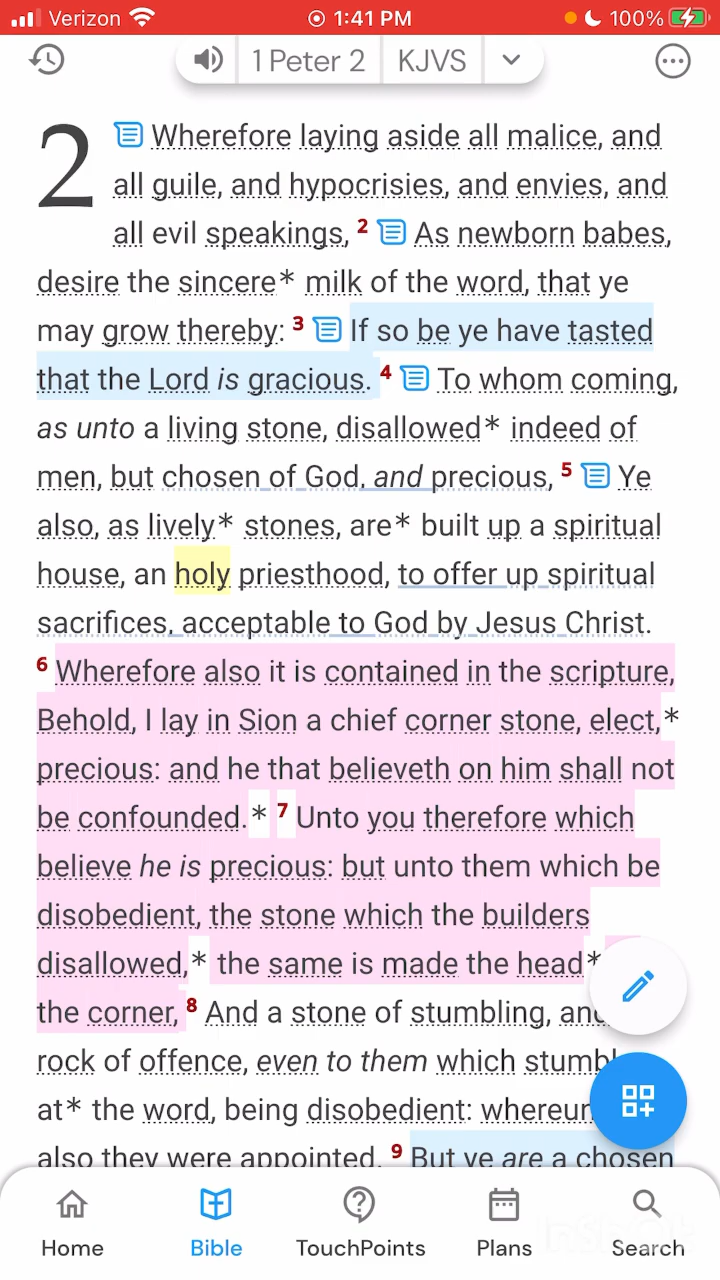 Verizon 1:41 PM 100%
1 Peter 2 KJVS
2 Wherefore laying aside all malice, and
all guile, and hypocrisies, and envies, and
all evil speakings, 2 As newborn babes,
desire the sincere* milk of the word, that ye
may grow thereby: 3 If so be ye have tasted
that the Lord is gracious. 4 To whom coming,
as unto a living stone, disallowed* indeed of
men, but chosen of God, and precious, 5 Ye
also, as lively* stones, are* built up a spiritual
house, an holy priesthood, to offer up spiritual
sacrifices, acceptable to God by Jesus Christ.
6 Wherefore also it is contained in the scripture,
Behold, I lay in Sion a chief corner stone, elect,*
precious: and he that believeth on him shall not
be confounded.* 7 Unto you therefore which
believe he is precious: but unto them which be
disobedient, the stone which the builders
disallowed,* the same is made the head*
the corner, 8 And a stone of stumbling, and
rock of offence, even to them which stumbl
at* the word, being disobedient: whereun
also they were appointed. 9 But ye are a chosen
Home Bible TouchPoints Plans Search
InShot